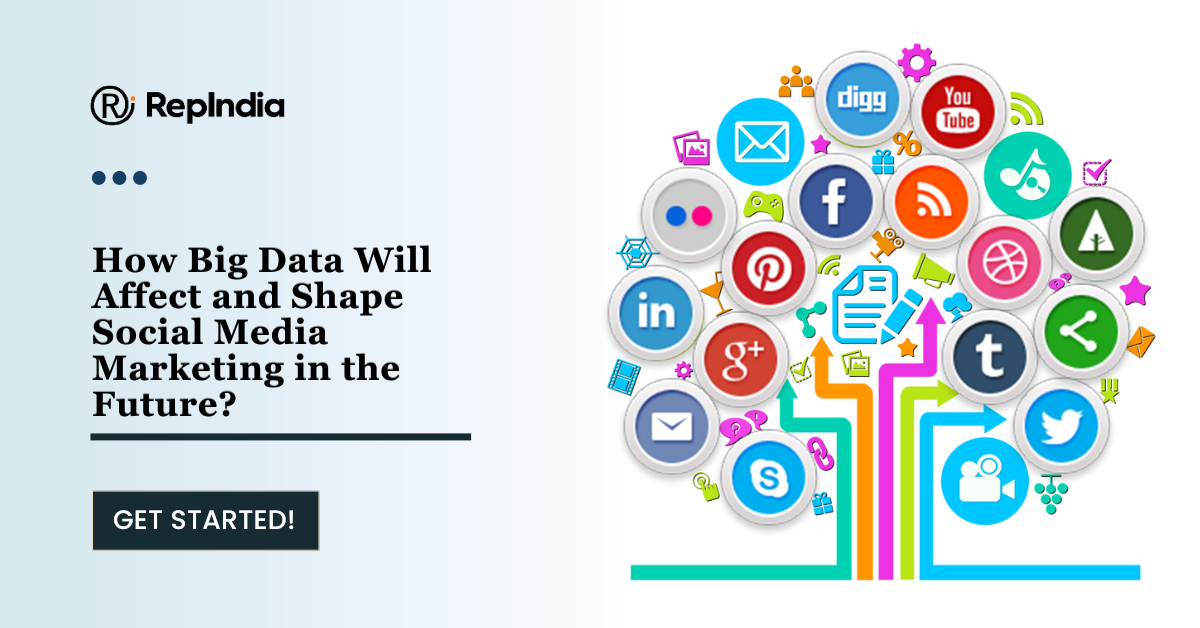 RepIndia
How Big Data Will
Affect and Shape
Social Media
Marketing in the
Future?
GET STARTED!
digg
You
Tube
f
in
g+
t
%